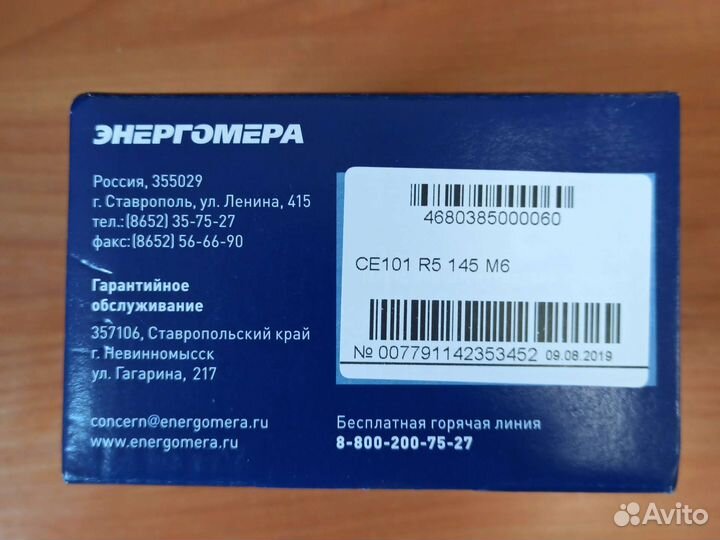 ЭНЕРГОМЕРА
Россия, 355029
г. Ставрополь, ул. Ленина, 415
тел.:(8652) 35-75-27
факс:(8652) 56-66-90
Гарантийное
обслуживание
357106, Ставропольский край
г. Невинномысск
ул. Гагарина, 217
concern@energomera.ru
www.energomera.ru
4680385000060
CE101 R5 145 M6
№ 007791142353452 09.08.2019
Бесплатная горячая линия
8-800-200-75-27
Avito